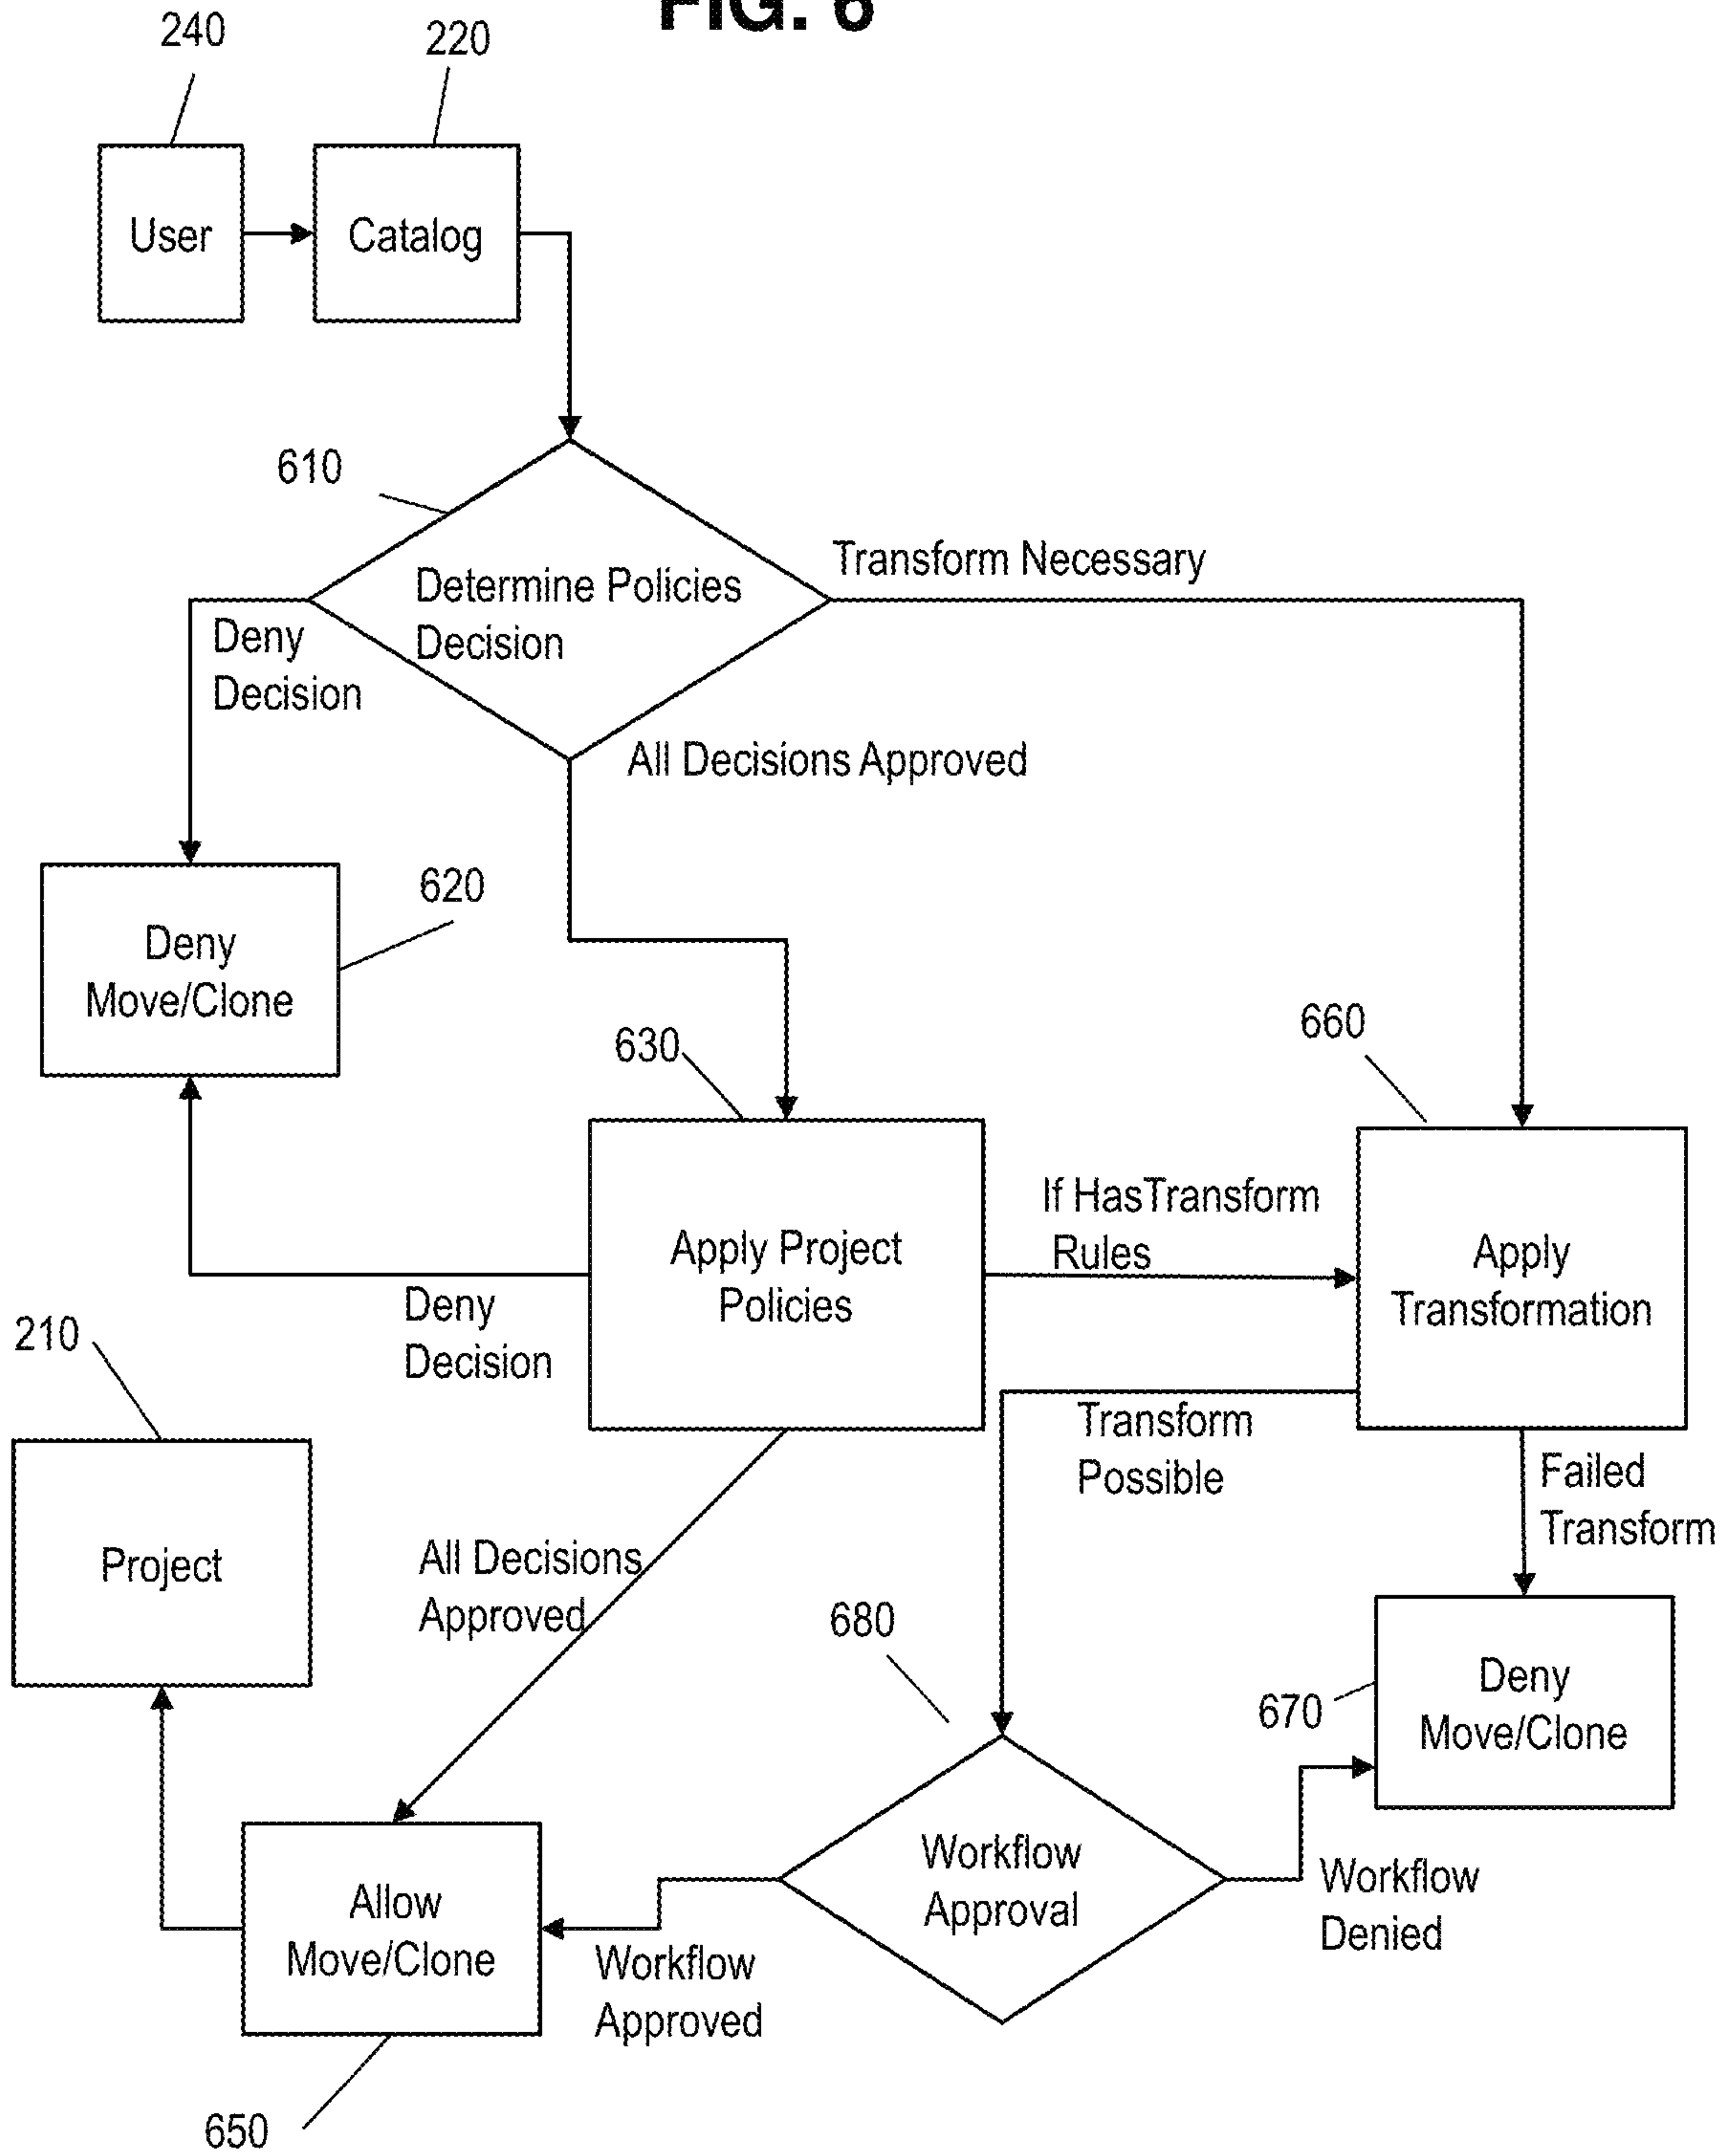 FIG. 6
240
220
User
Catalog
610
Transform Necessary
Determine Policies
Decision
Deny
Decision
All Decisions Approved
620
Deny
Move/Clone
630
660
If HasTransform
Rules
Apply Project
Policies
Apply
Transformation
Deny
Decision
210
Transform
Possible
Failed
Transform
Project
All Decisions
Approved
680
670
Deny
Move/Clone
Workflow
Approval
Workflow
Denied
Allow
Move/Clone
Workflow
Approved
650